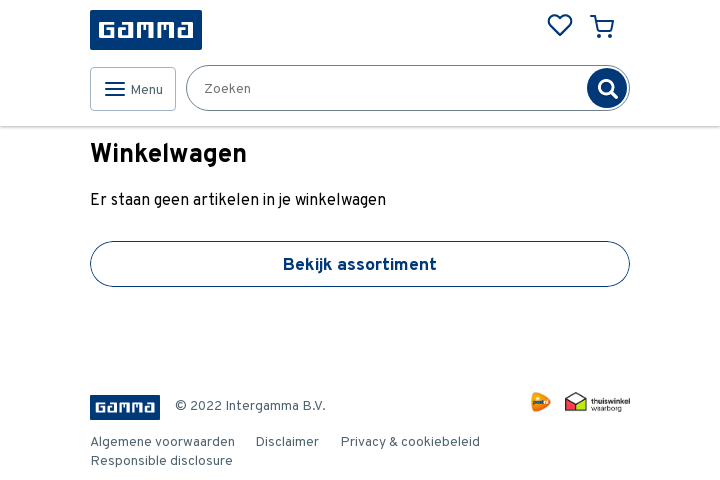 GAMMA
Menu
Zoeken
Winkelwagen
Er staan geen artikelen in je winkelwagen
Bekijk assortiment
GAMMA
© 2022 Intergamma B.V.
thuiswinkel
waarborg
Algemene voorwaarden Disclaimer Privacy & cookiebeleid
Responsible disclosure